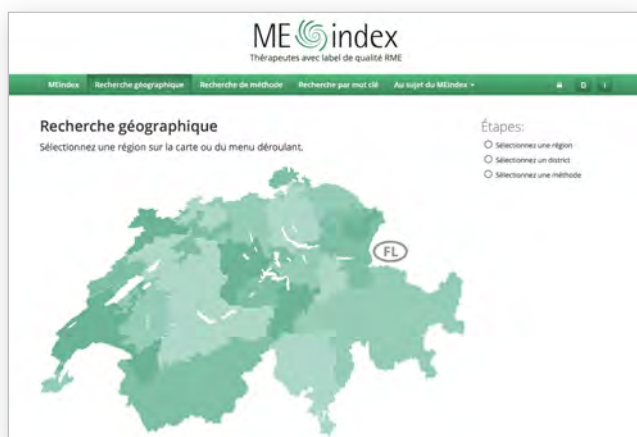 MEindex
Thérapeutes avec label de qualité RME
MEindex Recherche géographique Recherche de méthode Recherche par mot clé Au sujet du MEindex D I
Recherche géographique
Sélectionnez une région sur la carte ou du menu déroulant.
Étapes:
Sélectionnez une région
Sélectionnez un district
Sélectionnez une méthode
FL